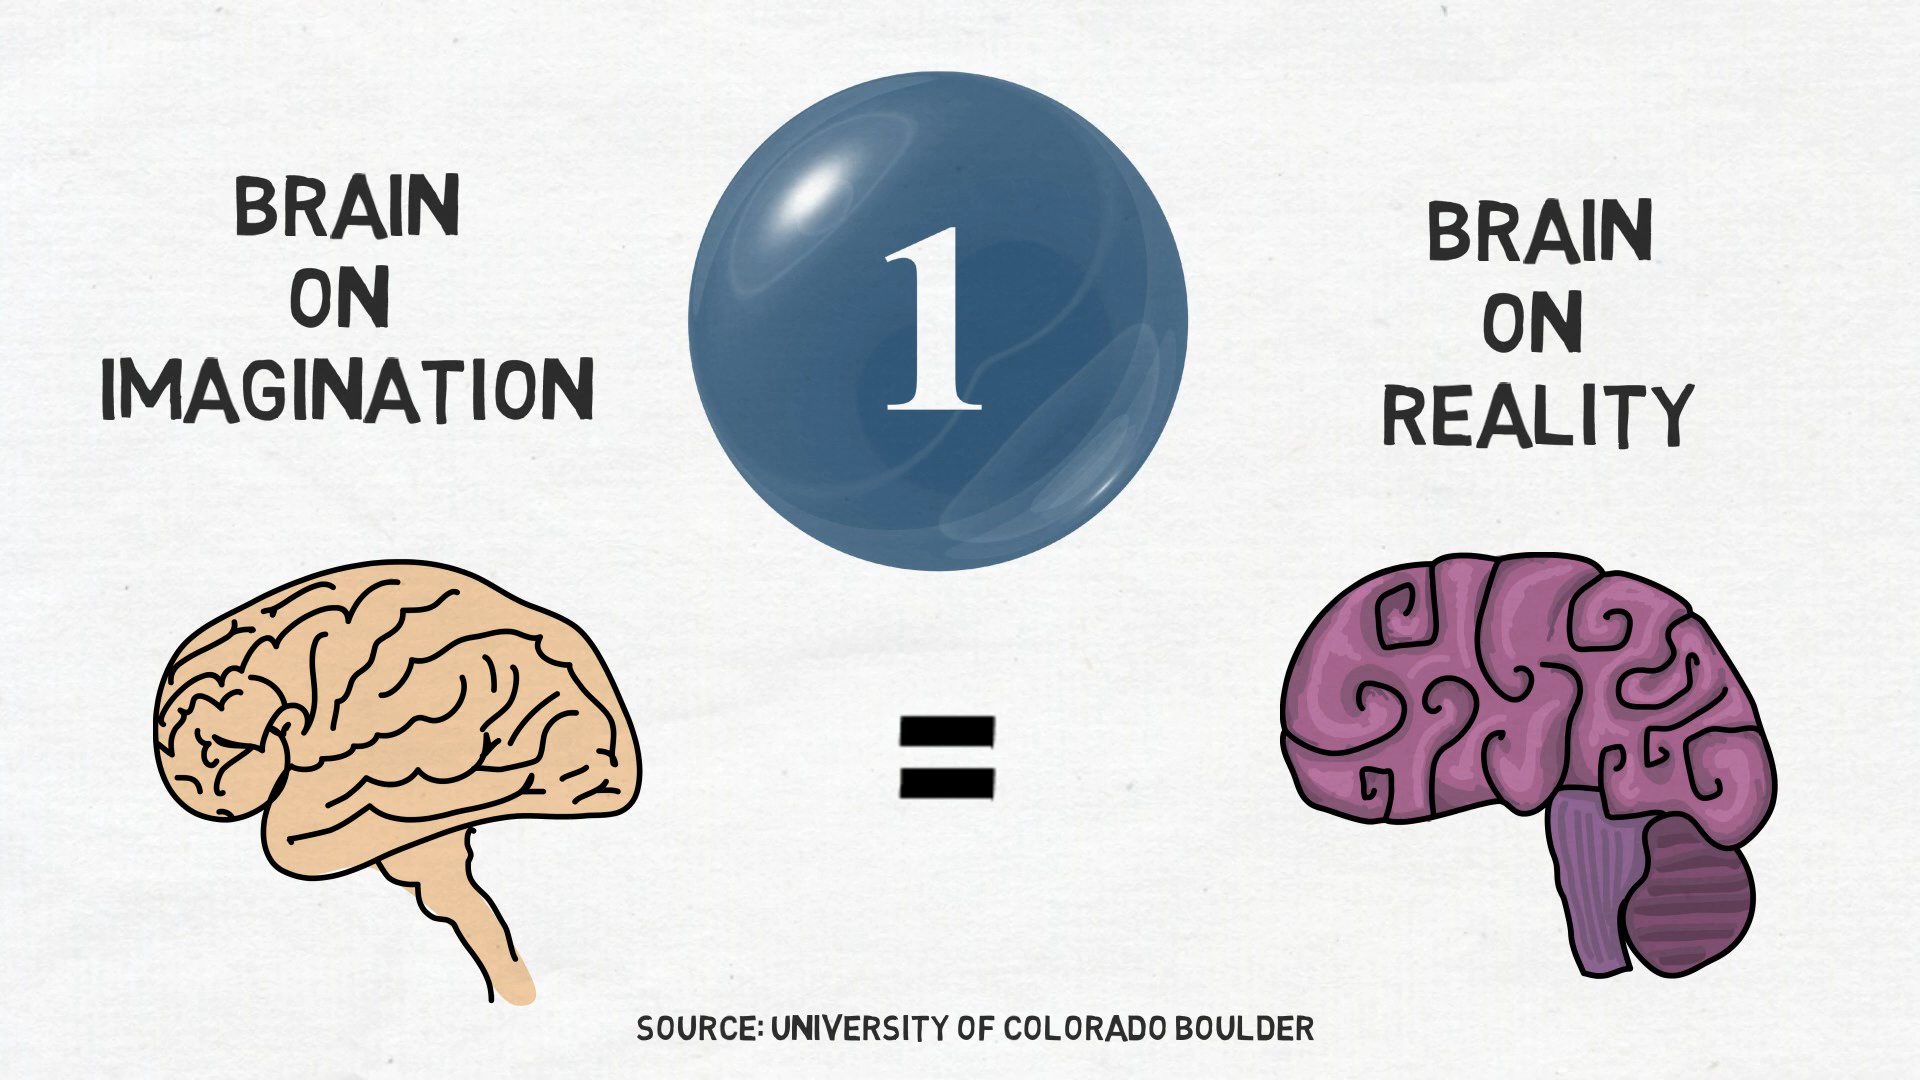 BRAIN
ON
IMAGINATION
1
BRAIN
ON
REALITY
=
SOURCE: UNIVERSITY OF COLORADO BOULDER